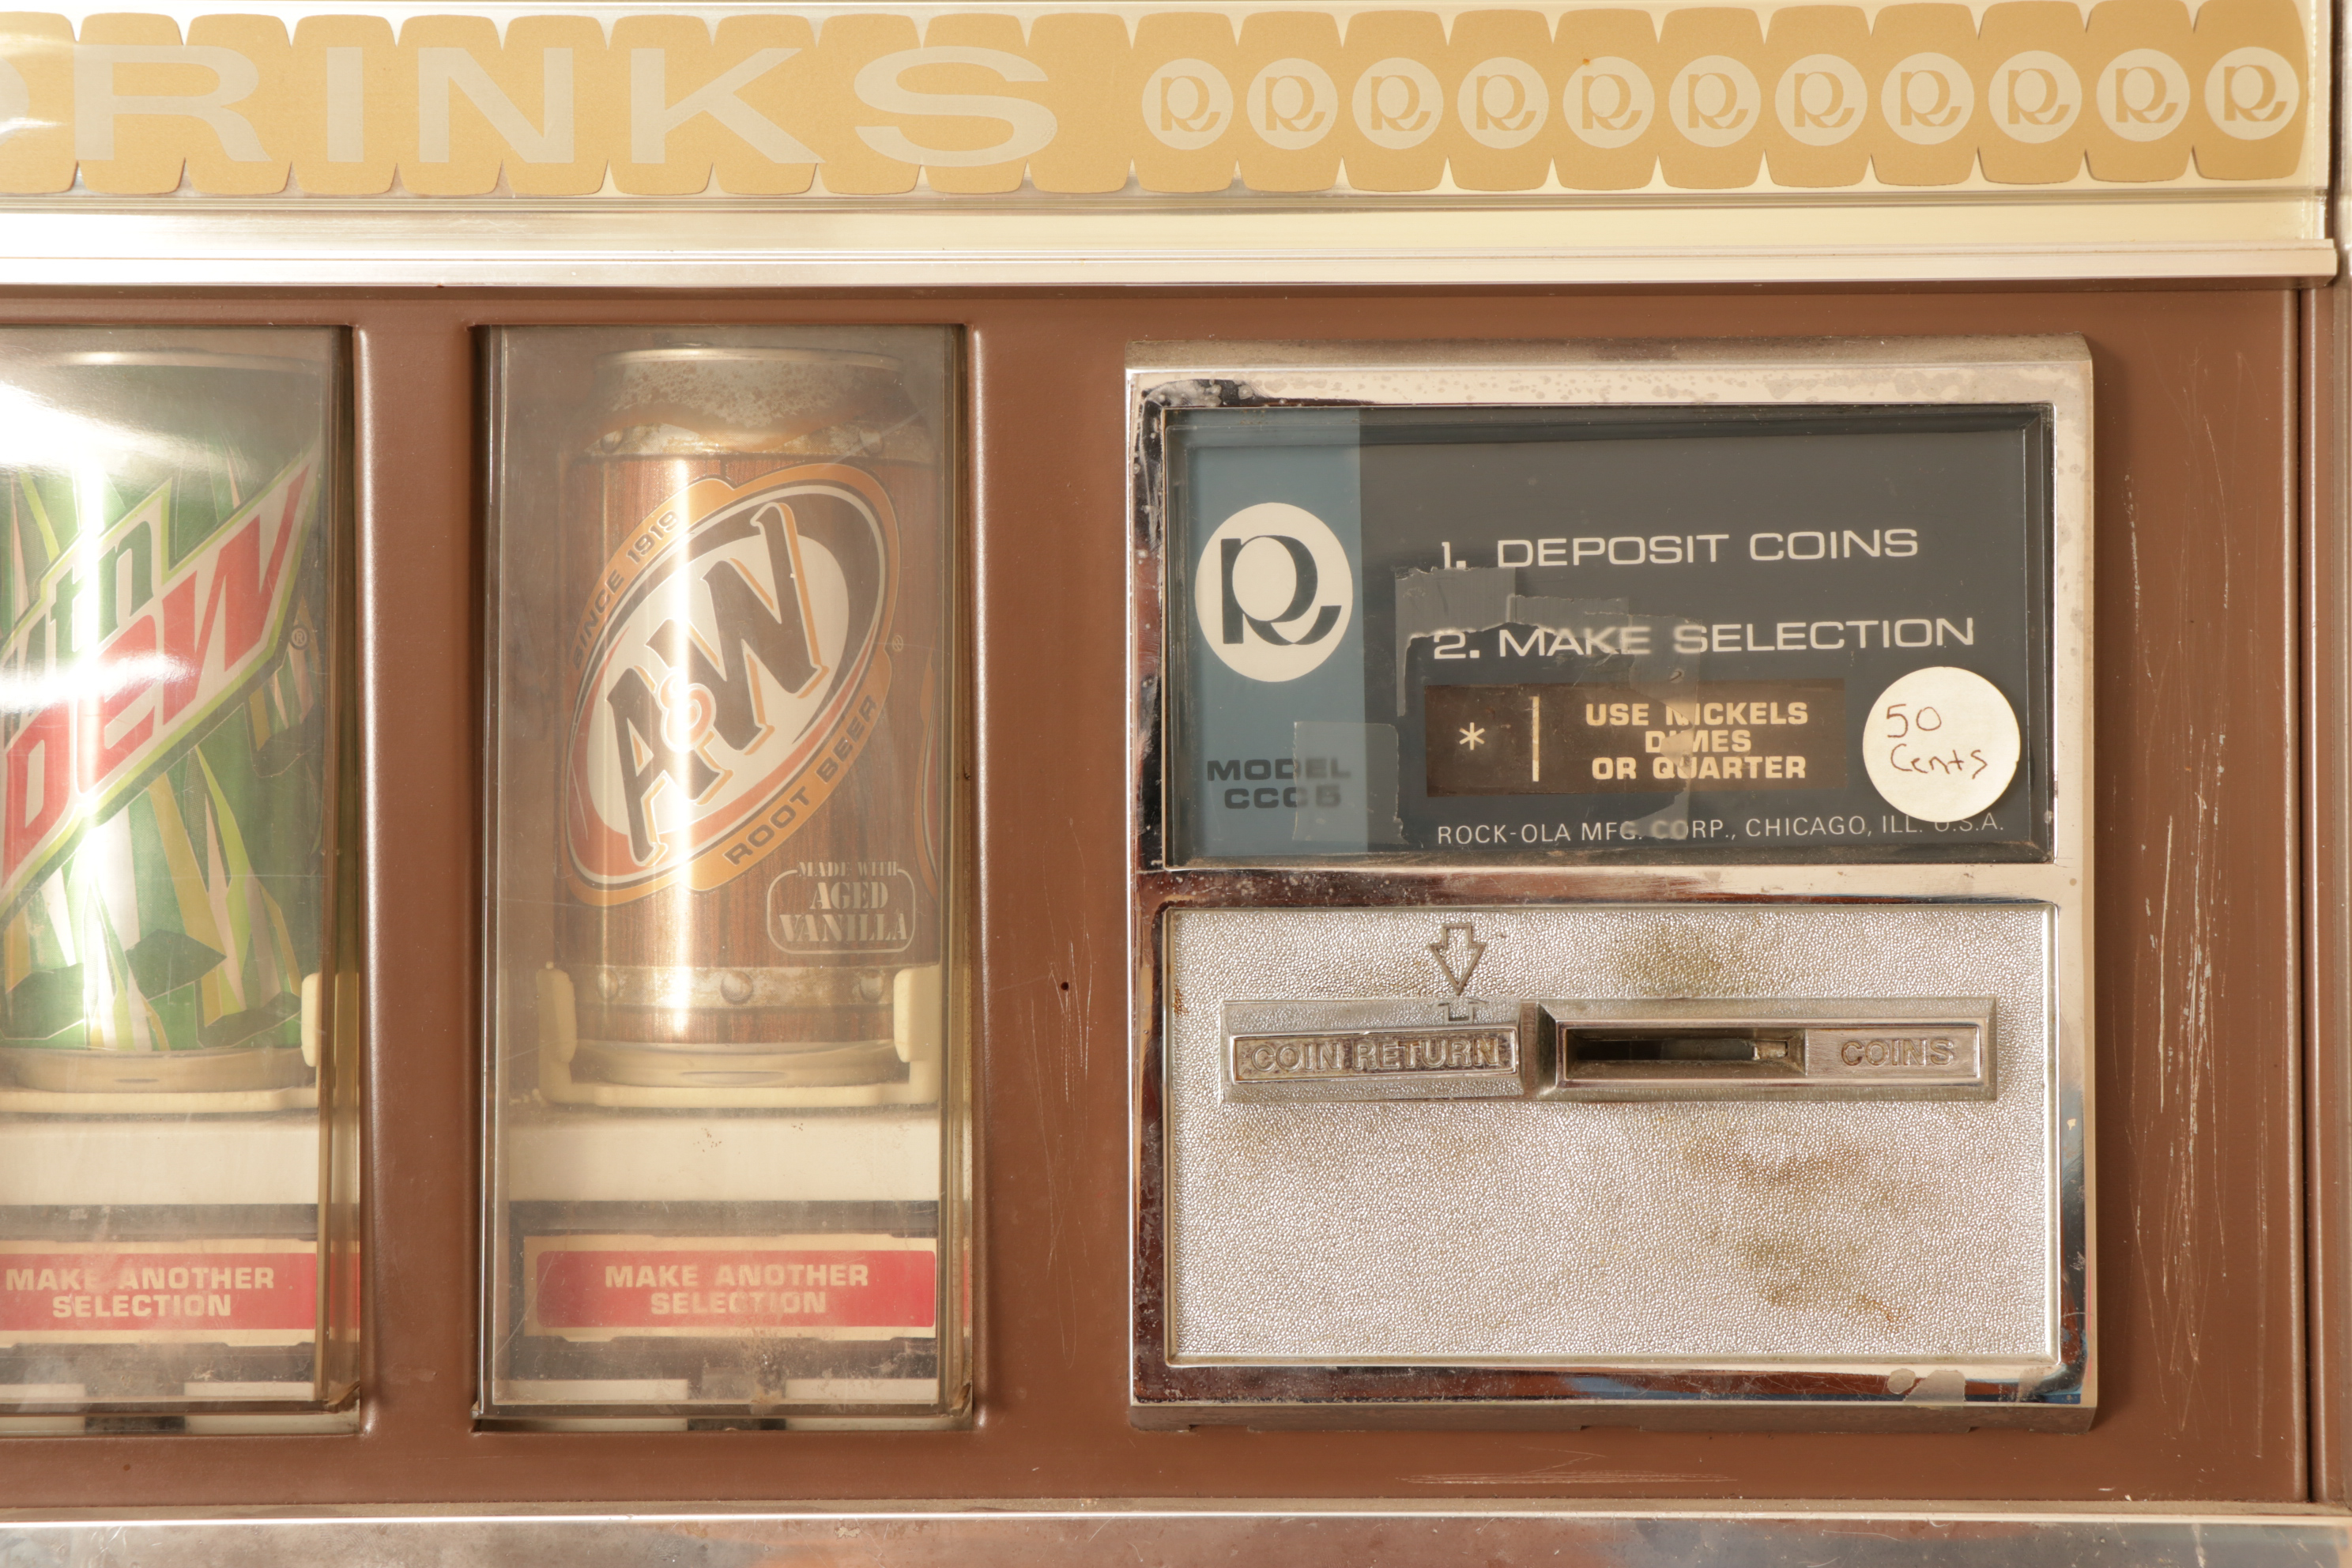 DRINKS
mtn
DEW
®
SINCE 1919
A&W
®
ROOT BEER
MADE WITH
AGED
VANILLA
MAKE ANOTHER
SELECTION
MAKE ANOTHER
SELECTION
1. DEPOSIT COINS
2. MAKE SELECTION
* | USE NICKELS
DIMES
OR QUARTER
50
Cents
MODEL
CCC5
ROCK-OLA MFG. CORP., CHICAGO, ILL. U.S.A.
COIN RETURN
COINS